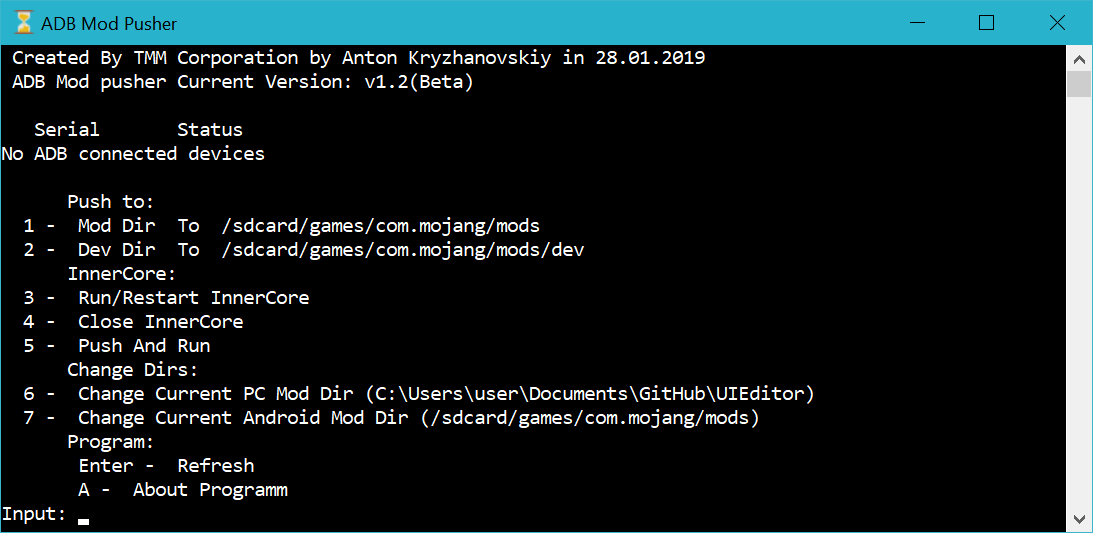 ADB Mod Pusher
Created By TMM Corporation by Anton Kryzhanovskiy in 28.01.2019
ADB Mod pusher Current Version: v1.2(Beta)
Serial Status
No ADB connected devices
Push to:
1 - Mod Dir To /sdcard/games/com.mojang/mods
2 - Dev Dir To /sdcard/games/com.mojang/mods/dev
InnerCore:
3 - Run/Restart InnerCore
4 - Close InnerCore
5 - Push And Run
Change Dirs:
6 - Change Current PC Mod Dir (C:\Users\user\Documents\GitHub\UIEditor)
7 - Change Current Android Mod Dir (/sdcard/games/com.mojang/mods)
Program:
Enter - Refresh
A - About Programm
Input: